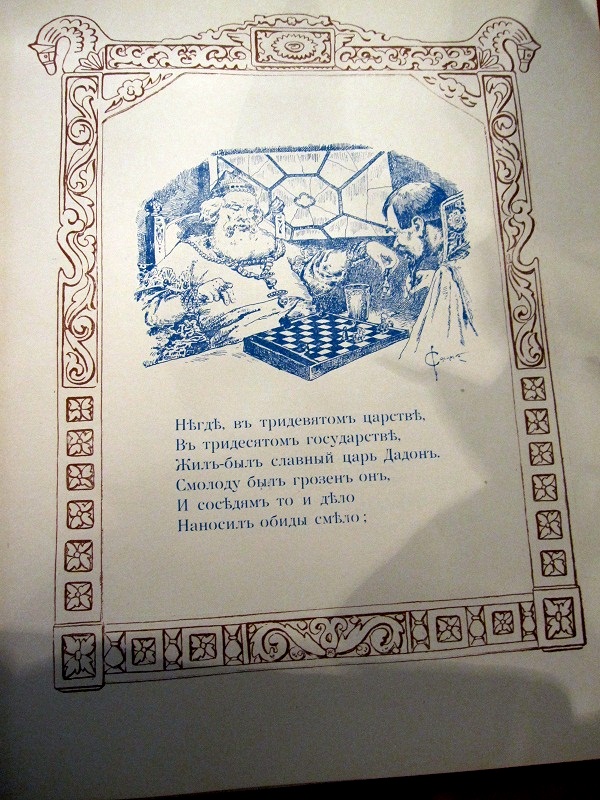 Нѣгдѣ, въ тридевятомъ царствѣ,
Въ тридесятомъ государствѣ,
Жилъ-былъ славный царь Дадонъ.
Смолоду былъ грозенъ онъ,
И сосѣдямъ то и дѣло
Наносилъ обиды смѣло;